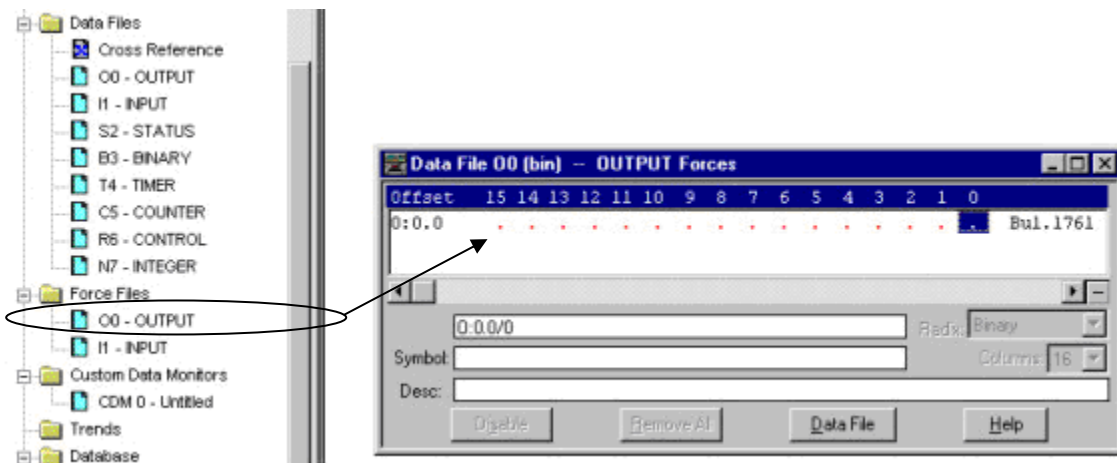 Data Files
Cross Reference
O0 - OUTPUT
I1 - INPUT
S2 - STATUS
B3 - BINARY
T4 - TIMER
C5 - COUNTER
R6 - CONTROL
N7 - INTEGER
Force Files
O0 - OUTPUT
I1 - INPUT
Custom Data Monitors
CDM 0 - Untitled
Trends
Database
Data File O0 (bin) -- OUTPUT Forces
Offset 15 14 13 12 11 10 9 8 7 6 5 4 3 2 1 0
O:0.0 . . . . . . . . . . . . . . . . Bul.1761
O:0.0/0 Radix: Binary
Symbol: Columns: 16
Desc:
Disable Remove All Data File Help